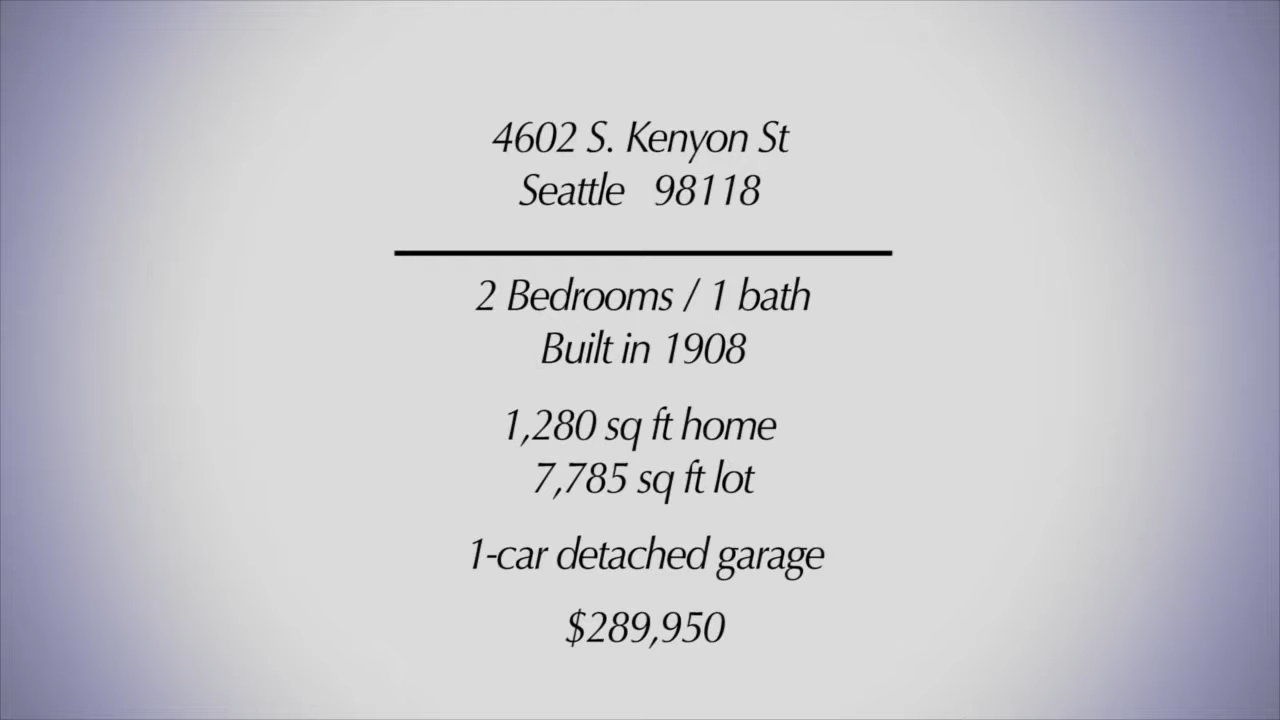 4602 S. Kenyon St
Seattle 98118
2 Bedrooms / 1 bath
Built in 1908
1,280 sq ft home
7,785 sq ft lot
1-car detached garage
$289,950